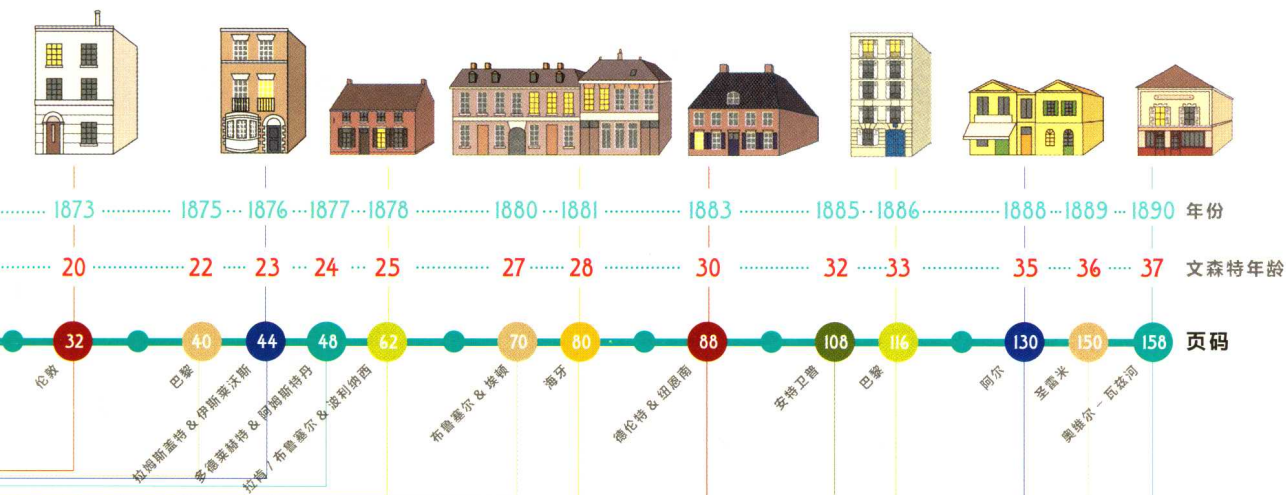 1873 1875 1876 1877 1878 1880 1881 1883 1885 1886 1888 1889 1890 年份
20 22 23 24 25 27 28 30 32 33 35 36 37 文森特年龄
32 40 44 48 62 70 80 88 108 116 130 150 158 页码
伦敦
巴黎
拉姆斯盖特 & 伊斯莱沃斯
多德莱赫特 & 阿姆斯特丹
拉肯 / 布鲁塞尔 & 波利纳西
布鲁塞尔 & 埃顿
海牙
德伦特 & 纽恩南
安特卫普
巴黎
阿尔
圣雷米
奥维尔 - 瓦兹河